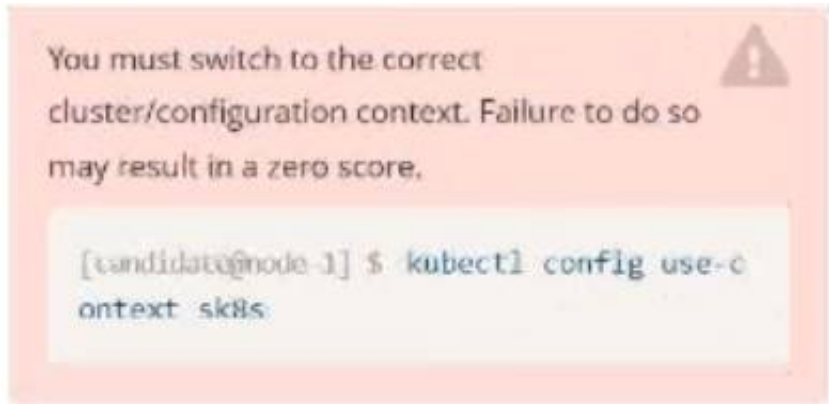 You must switch to the correct
cluster/configuration context. Failure to do so
may result in a zero score.
[candidate@node-1] $ kubectl config use-c
ontext sk8s